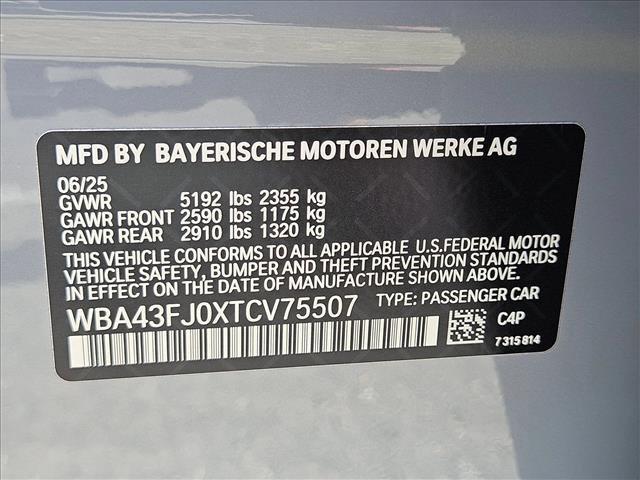 MFD BY BAYERISCHE MOTOREN WERKE AG
06/25
GVWR 5192 lbs 2355 kg
GAWR FRONT 2590 lbs 1175 kg
GAWR REAR 2910 lbs 1320 kg
THIS VEHICLE CONFORMS TO ALL APPLICABLE U.S.FEDERAL MOTOR
VEHICLE SAFETY, BUMPER AND THEFT PREVENTION STANDARDS
IN EFFECT ON THE DATE OF MANUFACTURE SHOWN ABOVE.
WBA43FJ0XTCV75507 TYPE: PASSENGER CAR
C4P
7315814